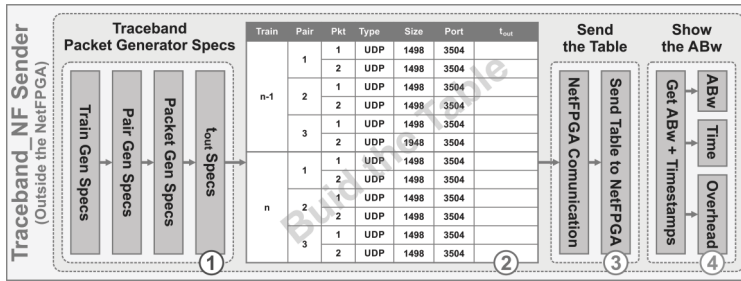 Traceband_NF Sender
(Outside the NetFPGA)
Traceband
Packet Generator Specs
Train Gen Specs
Pair Gen Specs
Packet Gen Specs
tout Specs
1
Train Pair Pkt Type Size Port tout
n-1
1
1 UDP 1498 3504
2 UDP 1498 3504
2
1 UDP 1498 3504
2 UDP 1498 3504
3
1 UDP 1498 3504
2 UDP 1948 3504
n
1
1 UDP 1498 3504
2 UDP 1498 3504
2
1 UDP 1498 3504
2 UDP 1498 3504
3
1 UDP 1498 3504
2 UDP 1498 3504
Buid the Table
2
Send
the Table
NetFPGA Comunication
Send Table to NetFPGA
3
Show
the ABw
Get ABw + Timestamps
ABw
Time
Overhead
4